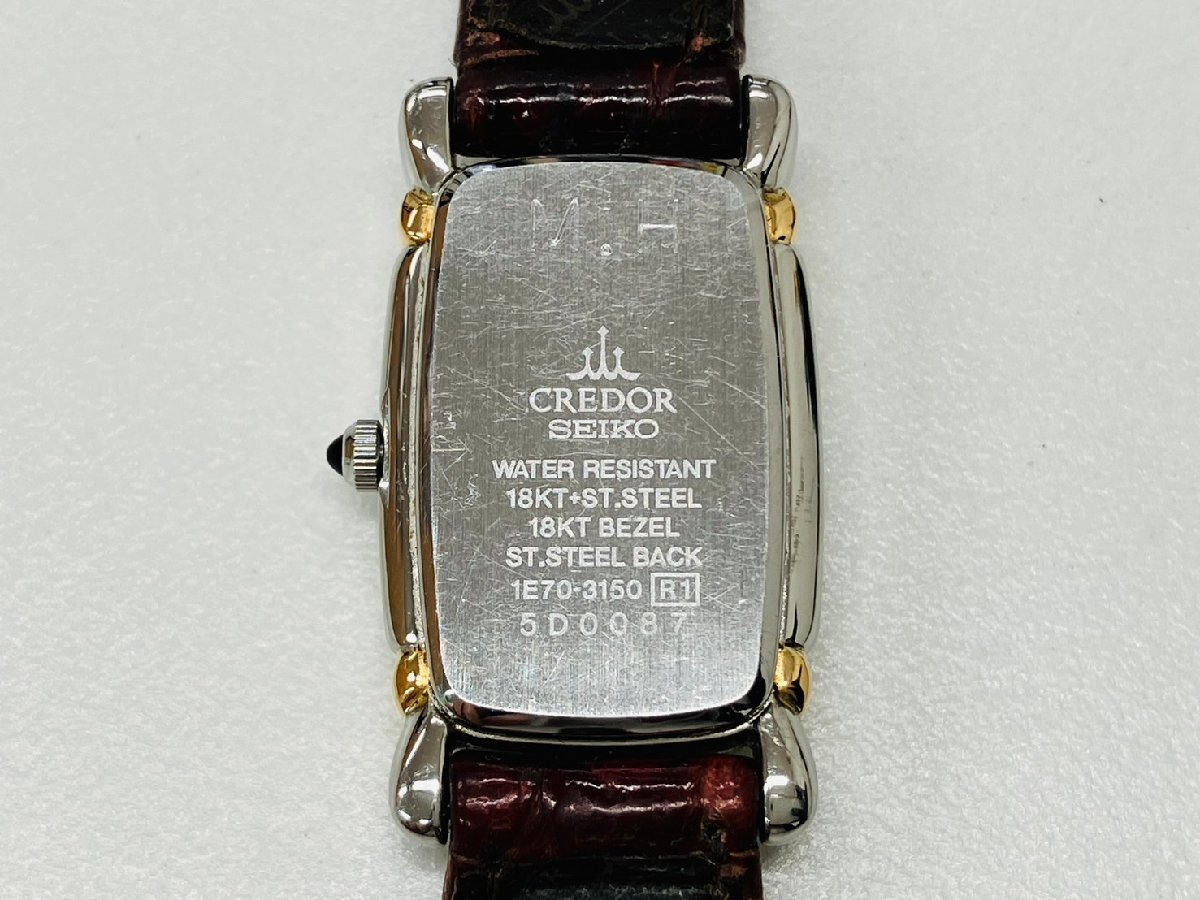 M.H
CREDOR
SEIKO
WATER RESISTANT
18KT+ST.STEEL
18KT BEZEL
ST.STEEL BACK
1E70-3150 R1
5D0087